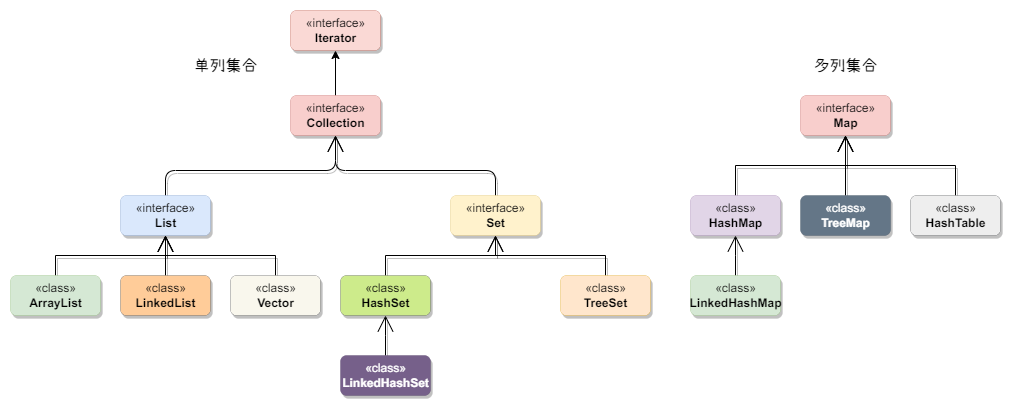 «interface»
Iterator
单列集合
多列集合
«interface»
Collection
«interface»
Map
«interface»
List
«interface»
Set
«class»
HashMap
«class»
TreeMap
«class»
HashTable
«class»
ArrayList
«class»
LinkedList
«class»
Vector
«class»
HashSet
«class»
TreeSet
«class»
LinkedHashMap
«class»
LinkedHashSet